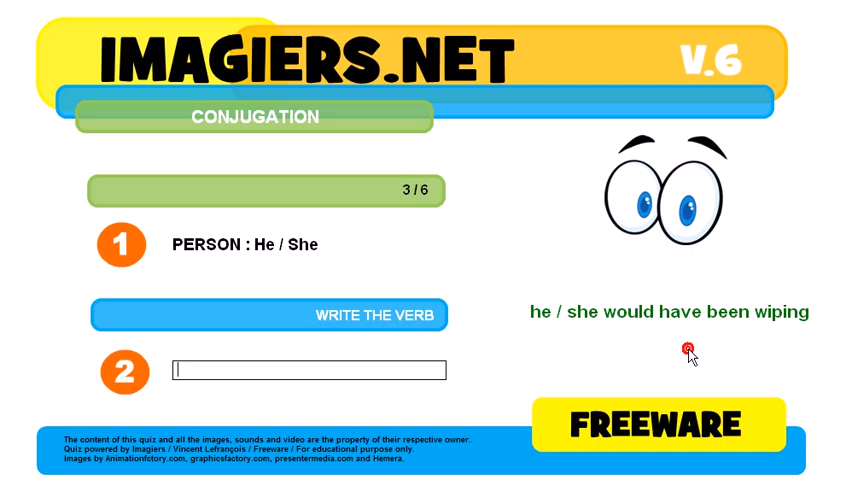 IMAGIERS.NET
V.6
CONJUGATION
3 / 6
1
PERSON : He / She
WRITE THE VERB
he / she would have been wiping
2
FREEWARE
The content of this quiz and all the images, sounds and video are the property of their respective owner.
Quiz powered by Imagiers / Vincent Lefrançois / Freeware / For educational purpose only.
Images by Animationfotory.com, graphicsfactory.com, presentermedia.com and Hemera.